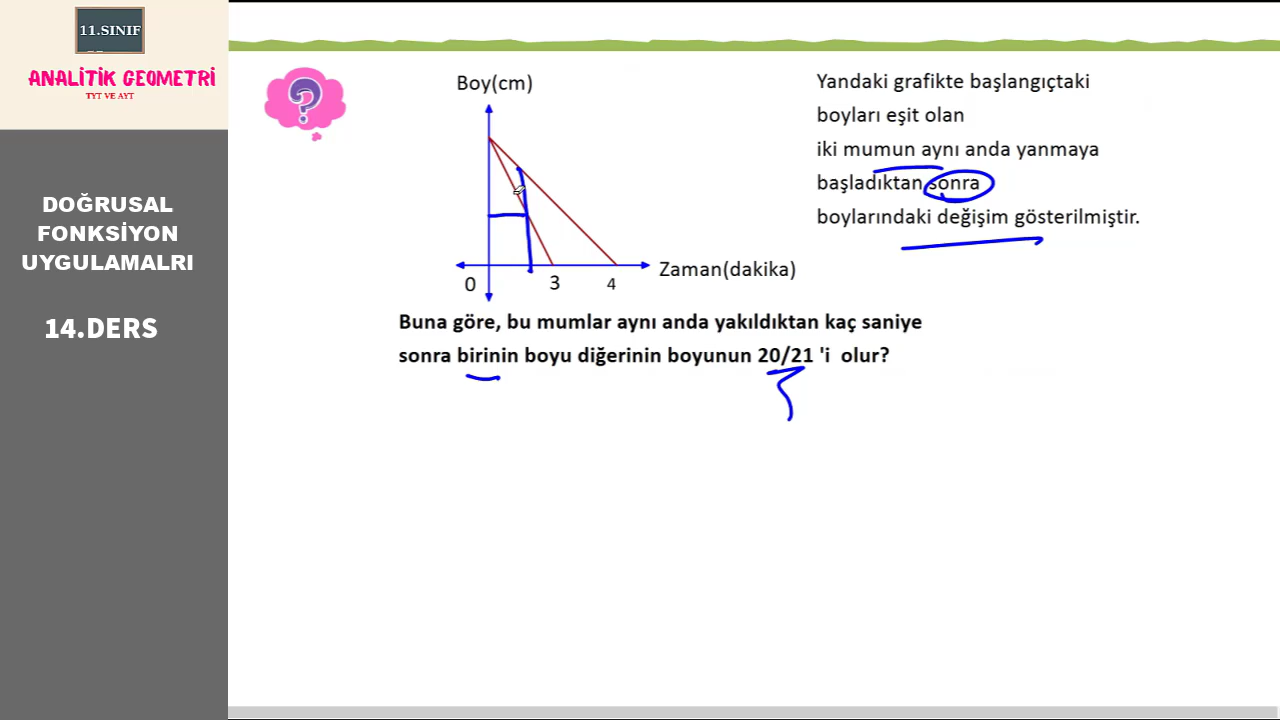 11.SINIF
ANALİTİK GEOMETRİ
TYT VE AYT
DOĞRUSAL
FONKSİYON
UYGULAMALRI
14.DERS
Boy(cm)
0
3
4
Zaman(dakika)
Yandaki grafikte başlangıçtaki
boyları eşit olan
iki mumun aynı anda yanmaya
başladıktan sonra
boylarındaki değişim gösterilmiştir.
Buna göre, bu mumlar aynı anda yakıldıktan kaç saniye
sonra birinin boyu diğerinin boyunun 20/21 'i olur?